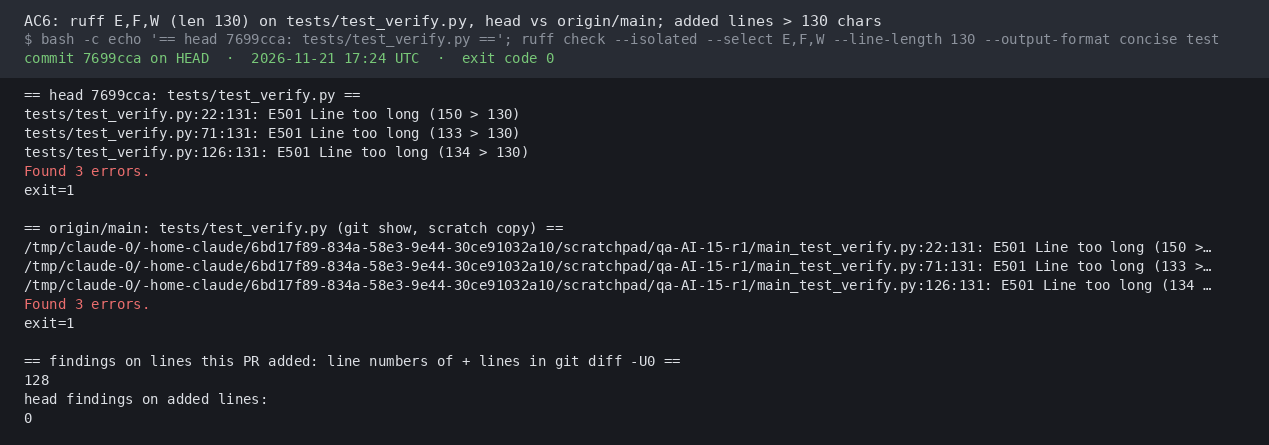 AC6: ruff E,F,W (len 130) on tests/test_verify.py, head vs origin/main; added lines > 130 chars
$ bash -c echo '== head 7699cca: tests/test_verify.py =='; ruff check --isolated --select E,F,W --line-length 130 --output-format concise test
commit 7699cca on HEAD · 2026-11-21 17:24 UTC · exit code 0
== head 7699cca: tests/test_verify.py ==
tests/test_verify.py:22:131: E501 Line too long (150 > 130)
tests/test_verify.py:71:131: E501 Line too long (133 > 130)
tests/test_verify.py:126:131: E501 Line too long (134 > 130)
Found 3 errors.
exit=1
== origin/main: tests/test_verify.py (git show, scratch copy) ==
/tmp/claude-0/-home-claude/6bd17f89-834a-58e3-9e44-30ce91032a10/scratchpad/qa-AI-15-r1/main_test_verify.py:22:131: E501 Line too long (150 >…
/tmp/claude-0/-home-claude/6bd17f89-834a-58e3-9e44-30ce91032a10/scratchpad/qa-AI-15-r1/main_test_verify.py:71:131: E501 Line too long (133 >…
/tmp/claude-0/-home-claude/6bd17f89-834a-58e3-9e44-30ce91032a10/scratchpad/qa-AI-15-r1/main_test_verify.py:126:131: E501 Line too long (134 …
Found 3 errors.
exit=1
== findings on lines this PR added: line numbers of + lines in git diff -U0 ==
128
head findings on added lines:
0